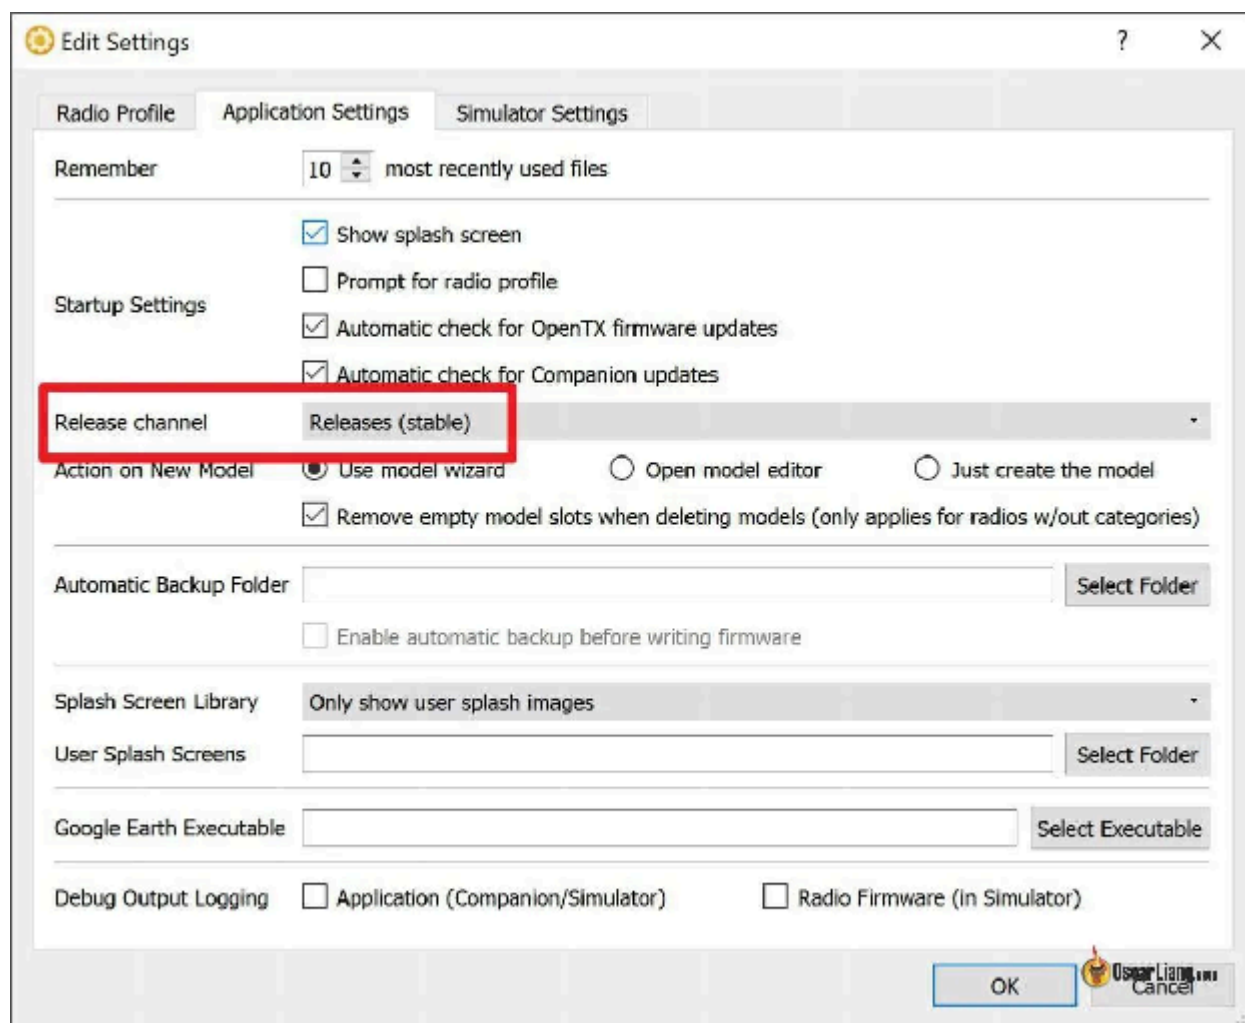 Edit Settings ? X
Radio Profile Application Settings Simulator Settings
Remember 10 most recently used files
Show splash screen
Prompt for radio profile
Startup Settings
Automatic check for OpenTX firmware updates
Automatic check for Companion updates
Release channel Releases (stable)
Action on New Model Use model wizard Open model editor Just create the model
Remove empty model slots when deleting models (only applies for radios w/out categories)
Automatic Backup Folder Select Folder
Enable automatic backup before writing firmware
Splash Screen Library Only show user splash images
User Splash Screens Select Folder
Google Earth Executable Select Executable
Debug Output Logging Application (Companion/Simulator) Radio Firmware (in Simulator)
OscarLiang.com
OK Cancel